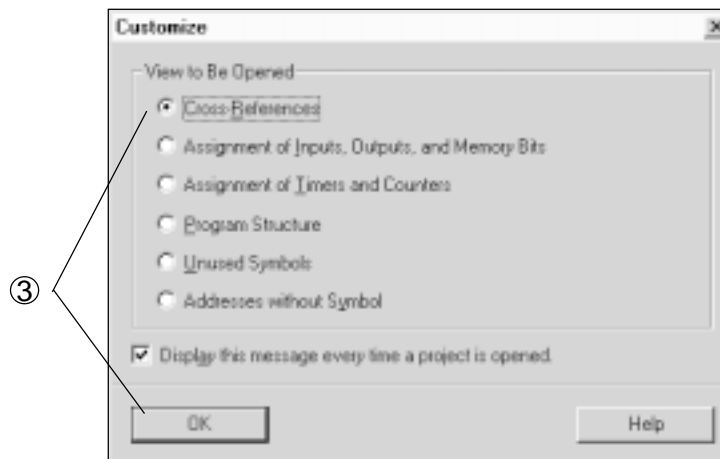 Customize
View to Be Opened
Cross-References
Assignment of Inputs, Outputs, and Memory Bits
Assignment of Timers and Counters
Program Structure
Unused Symbols
③
Addresses without Symbol
Display this message every time a project is opened.
OK
Help